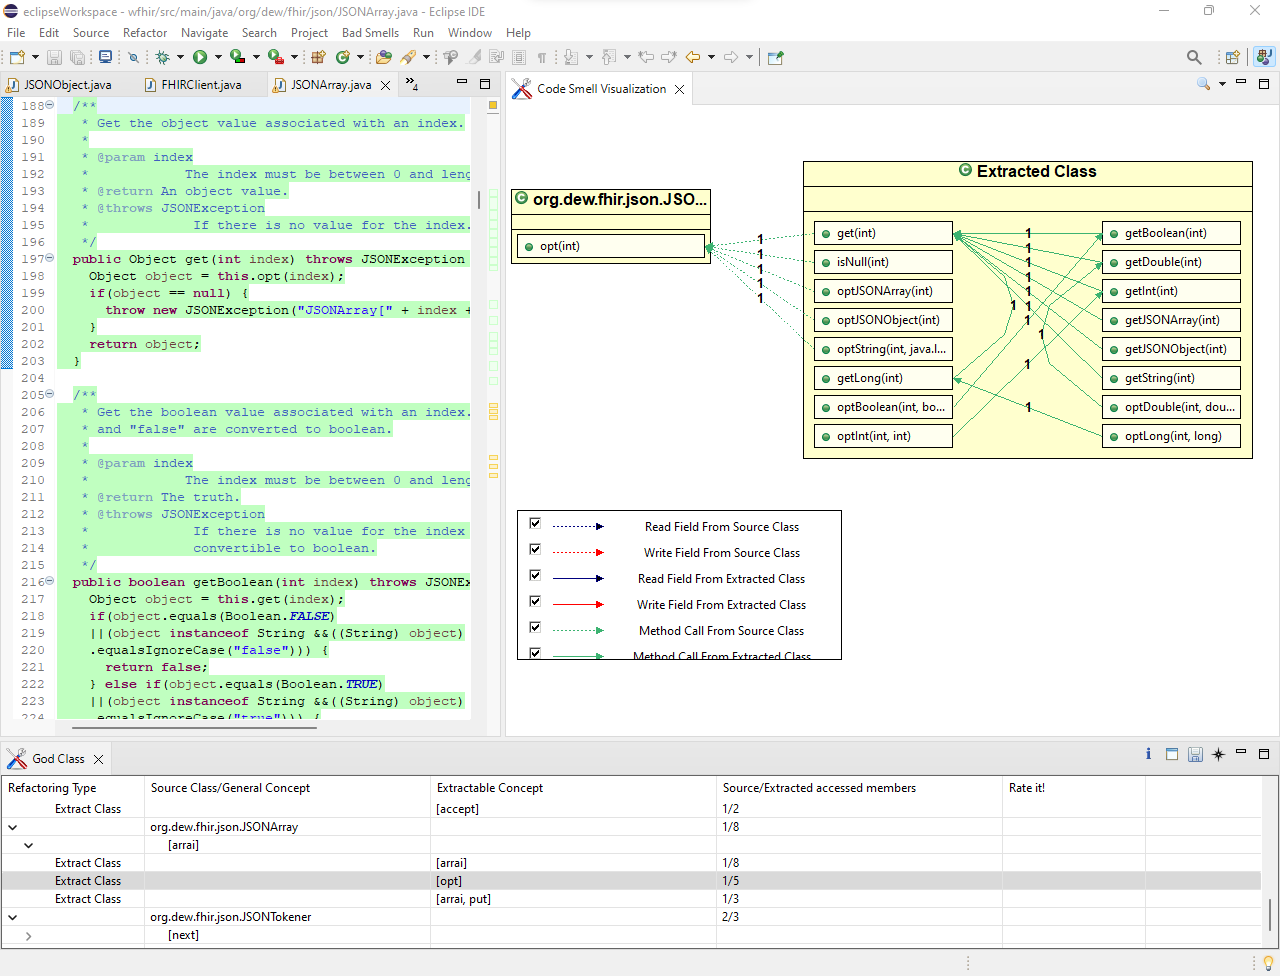 eclipseWorkspace - wfhir/src/main/java/org/dew/fhir/json/JSONArray.java - Eclipse IDE
File Edit Source Refactor Navigate Search Project Bad Smells Run Window Help
JSONObject.java FHIRClient.java JSONArray.java »4
188 /**
189 * Get the object value associated with an index.
190 *
191 * @param index
192 * The index must be between 0 and leng
193 * @return An object value.
194 * @throws JSONException
195 * If there is no value for the index.
196 */
197 public Object get(int index) throws JSONException
198 Object object = this.opt(index);
199 if(object == null) {
200 throw new JSONException("JSONArray[" + index +
201 }
202 return object;
203 }
204
205 /**
206 * Get the boolean value associated with an index.
207 * and "false" are converted to boolean.
208 *
209 * @param index
210 * The index must be between 0 and leng
211 * @return The truth.
212 * @throws JSONException
213 * If there is no value for the index
214 * convertible to boolean.
215 */
216 public boolean getBoolean(int index) throws JSONEx
217 Object object = this.get(index);
218 if(object.equals(Boolean.FALSE)
219 ||(object instanceof String &&((String) object)
220 .equalsIgnoreCase("false"))) {
221 return false;
222 } else if(object.equals(Boolean.TRUE)
223 ||(object instanceof String &&((String) object)
224 .equalsIgnoreCase("true"))) {
Code Smell Visualization
org.dew.fhir.json.JSO...
opt(int)
Extracted Class
get(int) 1 getBoolean(int)
isNull(int) 1 getDouble(int)
optJSONArray(int) 1 getInt(int)
optJSONObject(int) 1 getJSONArray(int)
optString(int, java.l... 1 getJSONObject(int)
getLong(int) 1 getString(int)
optBoolean(int, bo... 1 optDouble(int, dou...
optInt(int, int) 1 optLong(int, long)
1
1
1
1
1
1
1
1
Read Field From Source Class
Write Field From Source Class
Read Field From Extracted Class
Write Field From Extracted Class
Method Call From Source Class
Method Call From Extracted Class
God Class
Refactoring Type Source Class/General Concept Extractable Concept Source/Extracted accessed members Rate it!
Extract Class [accept] 1/2
org.dew.fhir.json.JSONArray 1/8
[arrai]
Extract Class [arrai] 1/8
Extract Class [opt] 1/5
Extract Class [arrai, put] 1/3
org.dew.fhir.json.JSONTokener 2/3
[next]